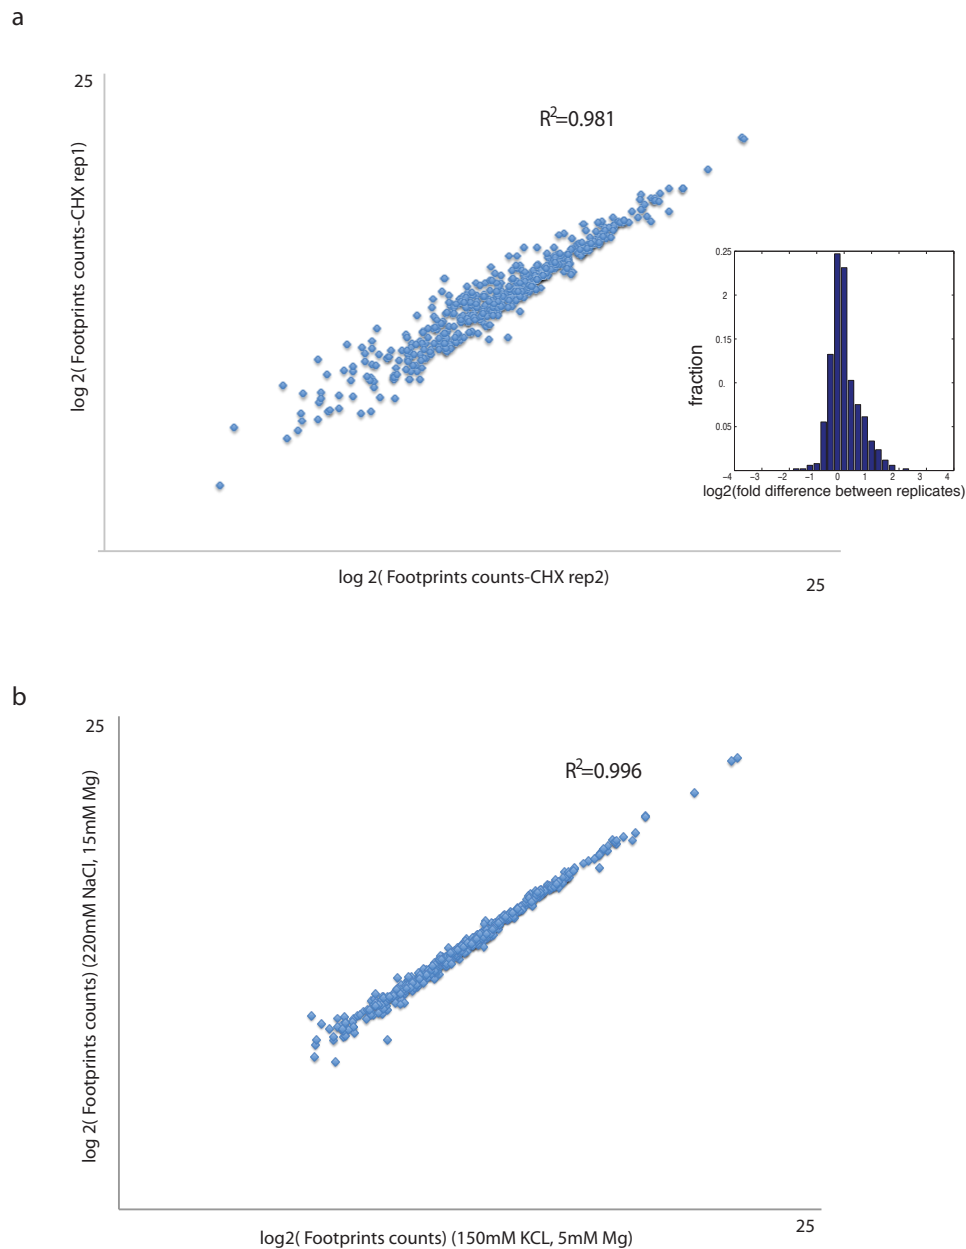 a
25
R2=0.981
log 2( Footprints counts-CHX rep1)
0.25
2
0.15
0.
0.05
fraction
−4 −3 −2 −1 0 1 2 3 4
log2(fold difference between replicates)
log 2( Footprints counts-CHX rep2)
25
b
25
R2=0.996
log 2( Footprints counts) (220mM NaCl, 15mM Mg)
25
log2( Footprints counts) (150mM KCL, 5mM Mg)